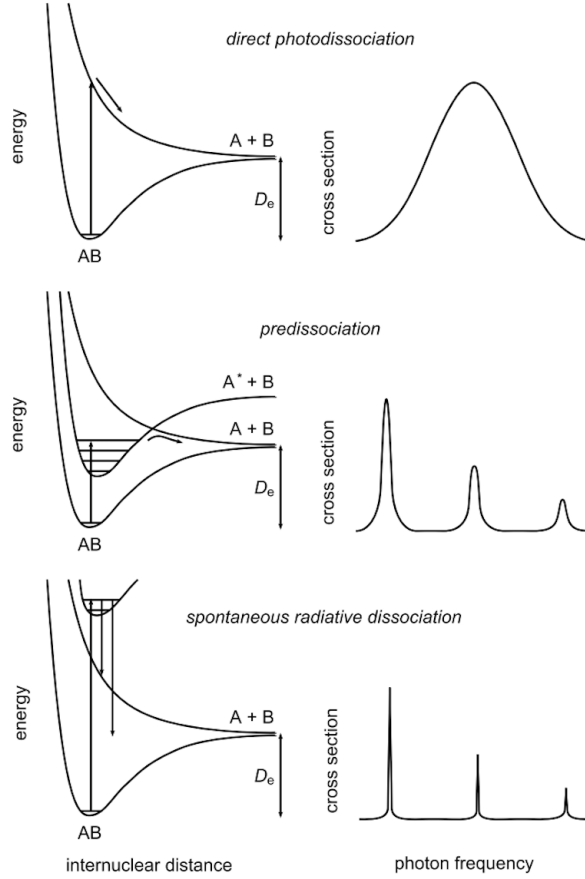 direct photodissociation
energy
A + B
Dₑ
AB
cross section
predissociation
energy
A* + B
A + B
Dₑ
AB
cross section
spontaneous radiative dissociation
energy
A + B
Dₑ
AB
cross section
internuclear distance
photon frequency